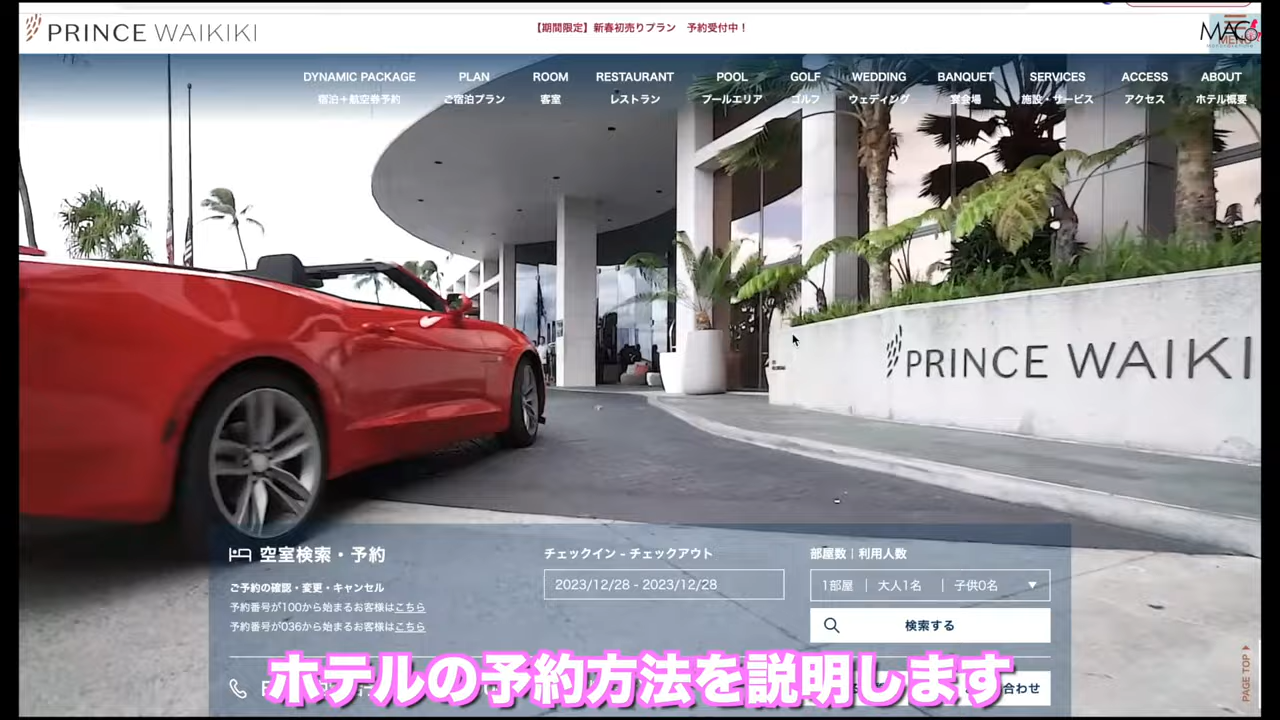 PRINCE WAIKIKI
【期間限定】新春初売りプラン 予約受付中！
MACO
MENU
DYNAMIC PACKAGE
宿泊＋航空券予約
PLAN
ご宿泊プラン
ROOM
客室
RESTAURANT
レストラン
POOL
プールエリア
GOLF
ゴルフ
WEDDING
ウェディング
BANQUET
宴会場
SERVICES
施設・サービス
ACCESS
アクセス
ABOUT
ホテル概要
PRINCE WAIKI
空室検索・予約
ご予約の確認・変更・キャンセル
予約番号が100から始まるお客様はこちら
予約番号が036から始まるお客様はこちら
チェックイン - チェックアウト
2023/12/28 - 2023/12/28
部屋数｜利用人数
1部屋 ｜ 大人1名 ｜ 子供0名
検索する
合わせ
PAGE TOP
ホテルの予約方法を説明します